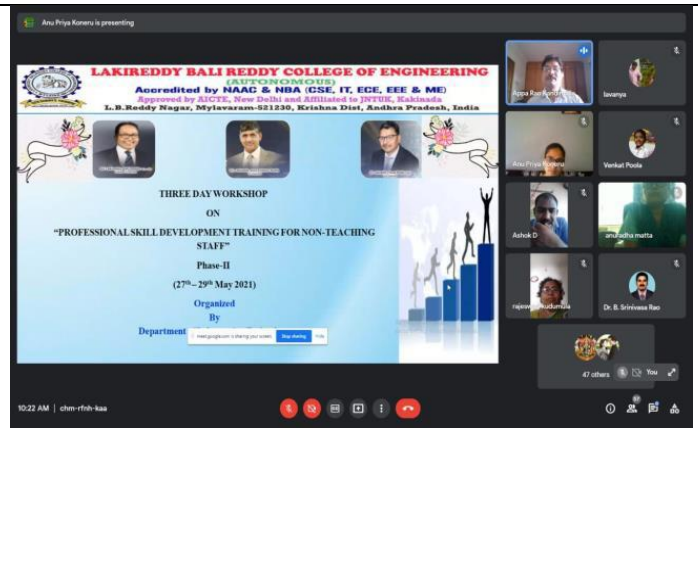 Anu Priya Koneru is presenting
LAKIREDDY BALI REDDY COLLEGE OF ENGINEERING
(AUTONOMOUS)
Accredited by NAAC & NBA (CSE, IT, ECE, EEE & ME)
Approved by AICTE, New Delhi and Affiliated to JNTUK, Kakinada
L.B.Reddy Nagar, Mylavaram-521230, Krishna Dist, Andhra Pradesh, India
THREE DAY WORKSHOP
ON
“PROFESSIONAL SKILL DEVELOPMENT TRAINING FOR NON-TEACHING
STAFF”
Phase-II
(27th – 29th May 2021)
Organized
By
Department
meet.google.com is sharing your screen. Stop sharing Hide
Appa Rao
lavanya
Anu Priya Koneru
Venkat Poola
Ashok D
anuradha matta
kudumula
Dr. B. Srinivasa Rao
47 others
You
10:22 AM | chm-rfnh-kaa